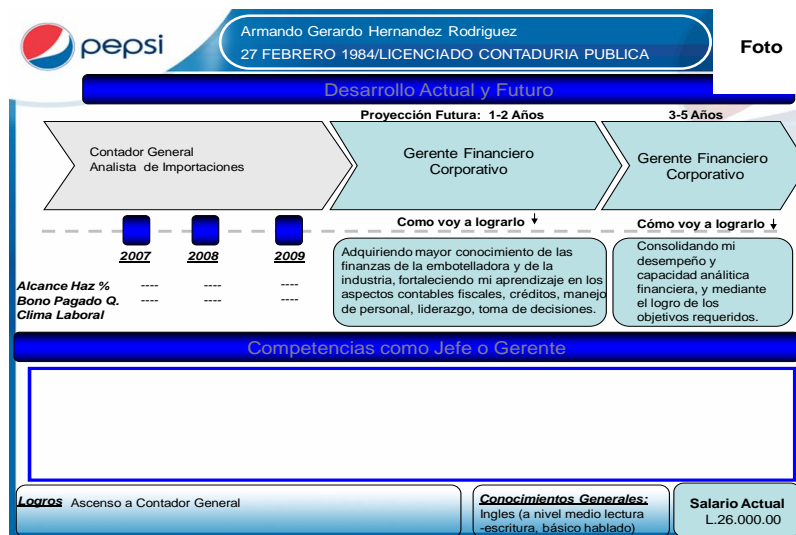 pepsi
Armando Gerardo Hernandez Rodriguez
27 FEBRERO 1984/LICENCIADO CONTADURIA PUBLICA
Foto
Desarrollo Actual y Futuro
Proyección Futura: 1-2 Años
3-5 Años
Contador General
Analista de Importaciones
Gerente Financiero
Corporativo
Gerente Financiero
Corporativo
Como voy a lograrlo
Cómo voy a lograrlo
2007 2008 2009
Alcance Haz % ---- ---- ----
Bono Pagado Q. ---- ---- ----
Clima Laboral
Adquiriendo mayor conocimiento de las
finanzas de la embotelladora y de la
industria, fortaleciendo mi aprendizaje en los
aspectos contables fiscales, créditos, manejo
de personal, liderazgo, toma de decisiones.
Consolidando mi
desempeño y
capacidad análitica
financiera, y mediante
el logro de los
objetivos requeridos.
Competencias como Jefe o Gerente
Logros Ascenso a Contador General
Conocimientos Generales:
Ingles (a nivel medio lectura
-escritura, básico hablado)
Salario Actual
L.26.000.00